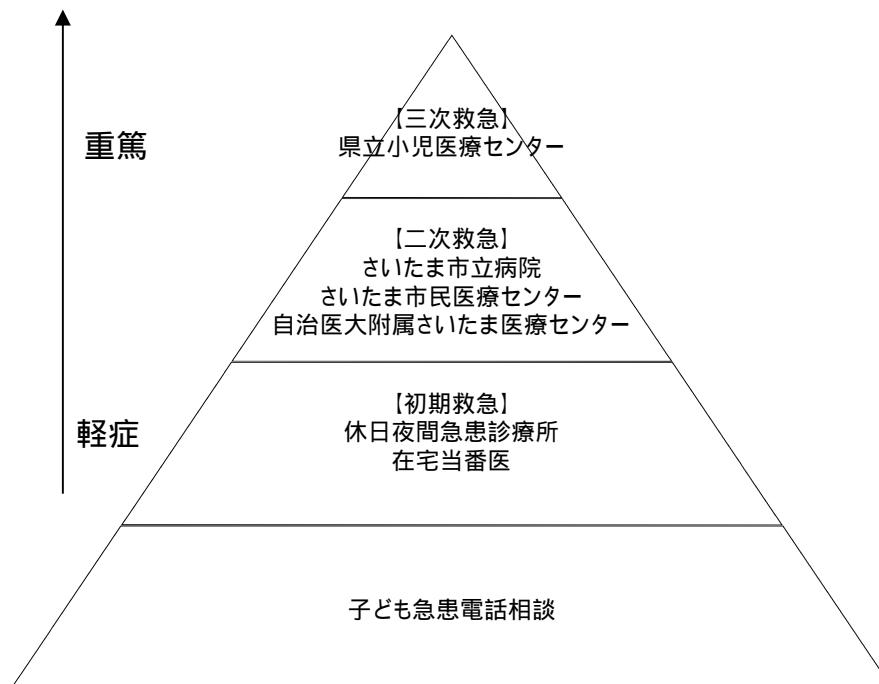 【三次救急】
県立小児医療センター
重篤
【二次救急】
さいたま市立病院
さいたま市民医療センター
自治医大附属さいたま医療センター
【初期救急】
休日夜間急患診療所
在宅当番医
軽症
子ども急患電話相談